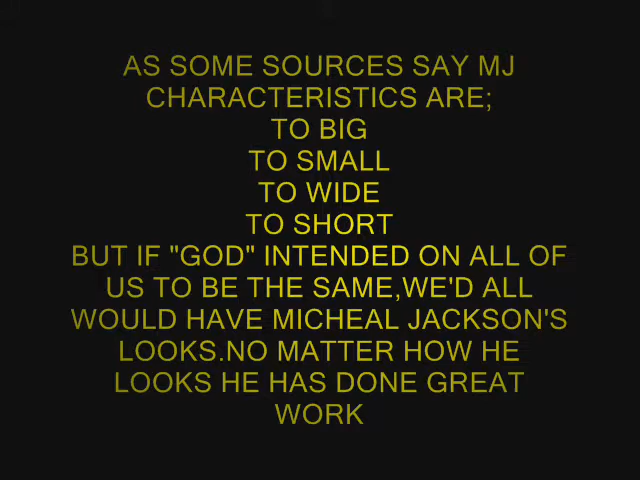 AS SOME SOURCES SAY MJ
CHARACTERISTICS ARE;
TO BIG
TO SMALL
TO WIDE
TO SHORT
BUT IF "GOD" INTENDED ON ALL OF
US TO BE THE SAME,WE'D ALL
WOULD HAVE MICHEAL JACKSON'S
LOOKS.NO MATTER HOW HE
LOOKS HE HAS DONE GREAT
WORK